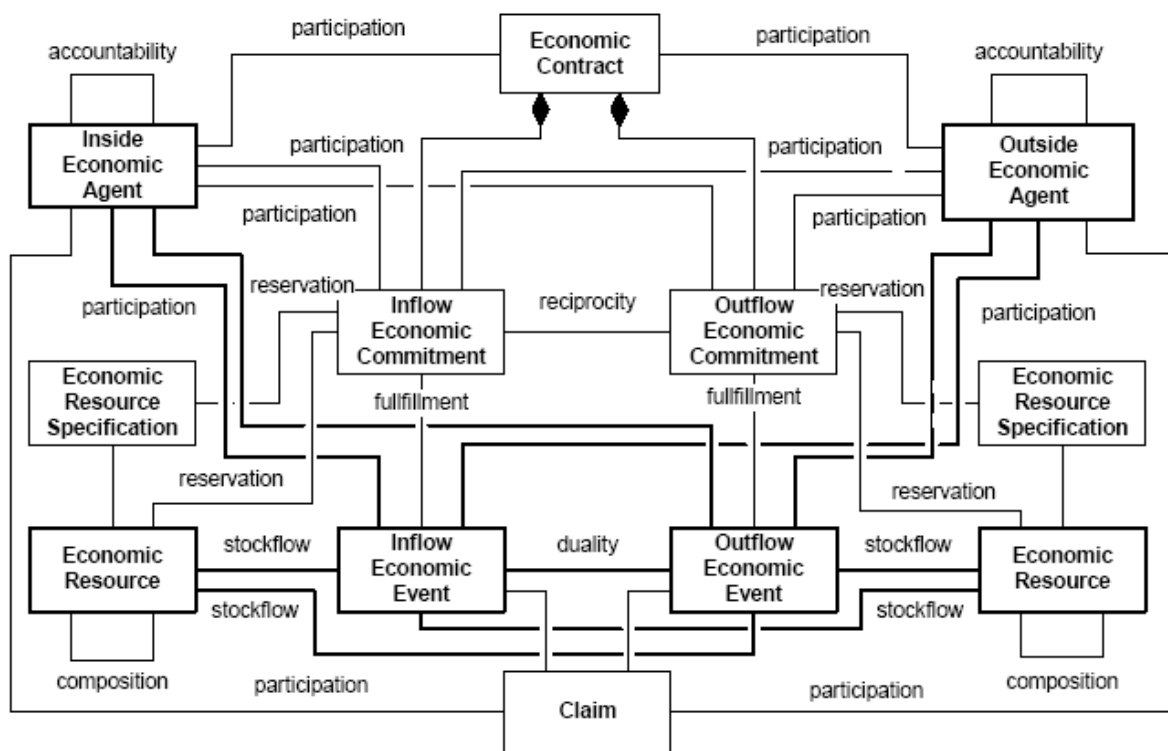 participation
Economic
Contract
participation
accountability
accountability
Inside
Economic
Agent
participation
participation
Outside
Economic
Agent
participation
participation
reservation
Inflow
Economic
Commitment
reciprocity
Outflow
Economic
Commitment
reservation
participation
participation
Economic
Resource
Specification
fullfillment
fullfillment
Economic
Resource
Specification
reservation
reservation
Economic
Resource
stockflow
Inflow
Economic
Event
duality
Outflow
Economic
Event
stockflow
Economic
Resource
stockflow
stockflow
composition
participation
Claim
participation
composition